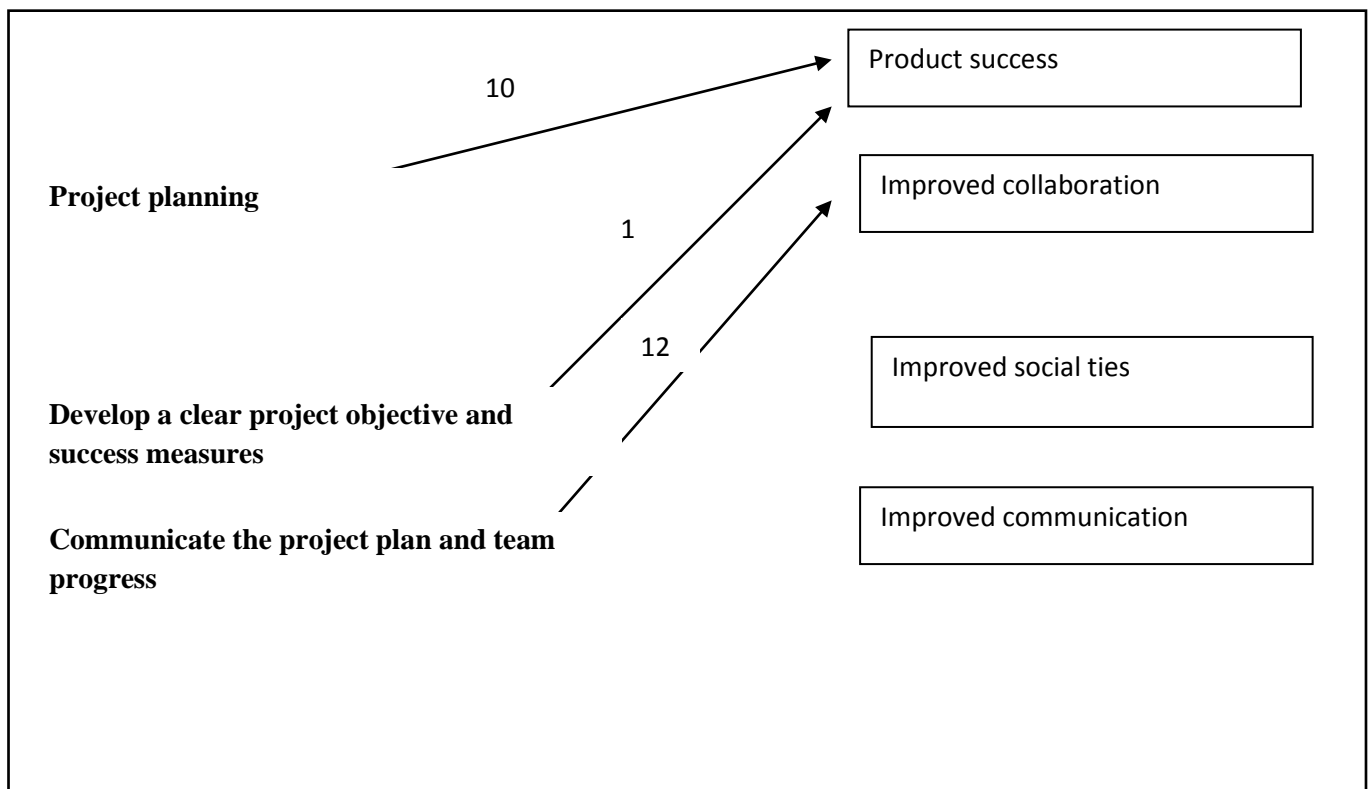 Product success
10
Improved collaboration
Project planning
1
12
Improved social ties
Develop a clear project objective and
success measures
Improved communication
Communicate the project plan and team
progress